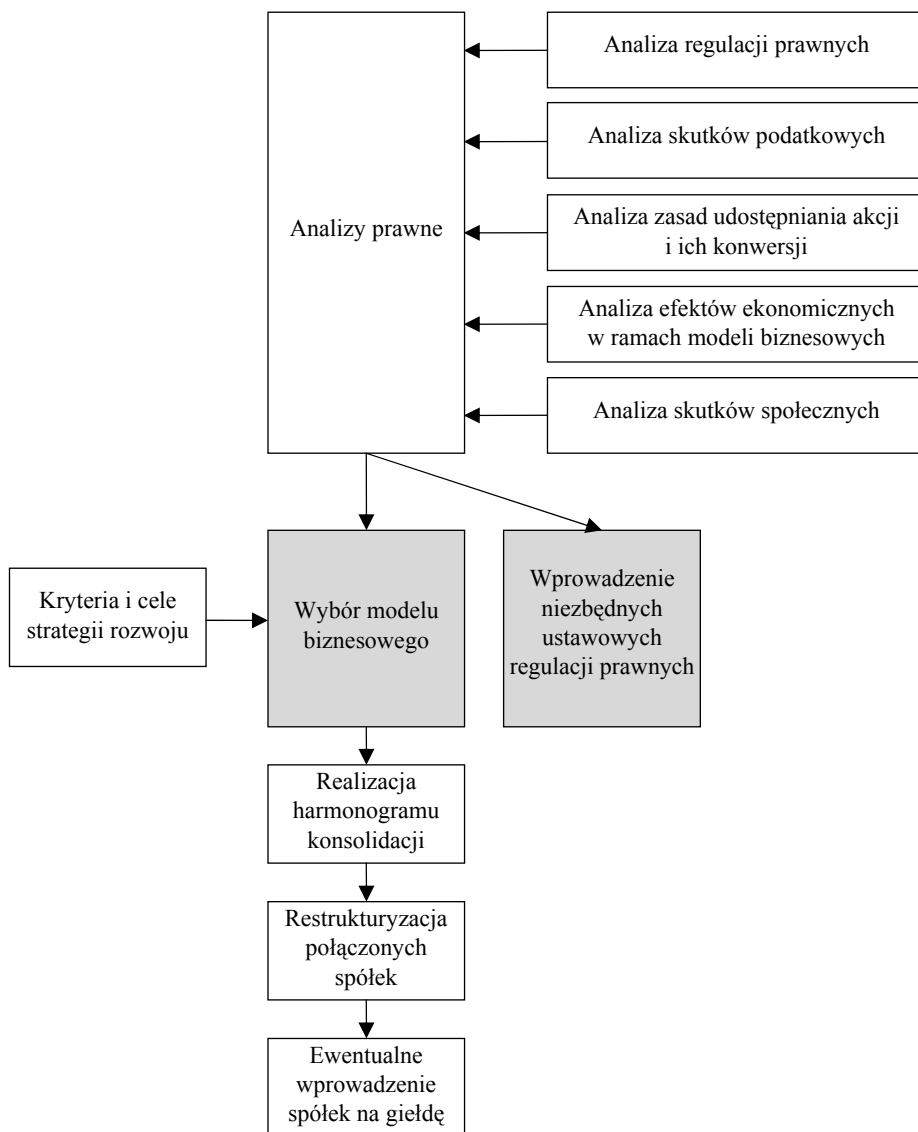 Analiza regulacji prawnych
Analiza skutków podatkowych
Analizy prawne
Analiza zasad udostępniania akcji
i ich konwersji
Analiza efektów ekonomicznych
w ramach modeli biznesowych
Analiza skutków społecznych
Kryteria i cele
strategii rozwoju
Wybór modelu
biznesowego
Wprowadzenie
niezbędnych
ustawowych
regulacji prawnych
Realizacja
harmonogramu
konsolidacji
Restrukturyzacja
połączonych
spółek
Ewentualne
wprowadzenie
spółek na giełdę